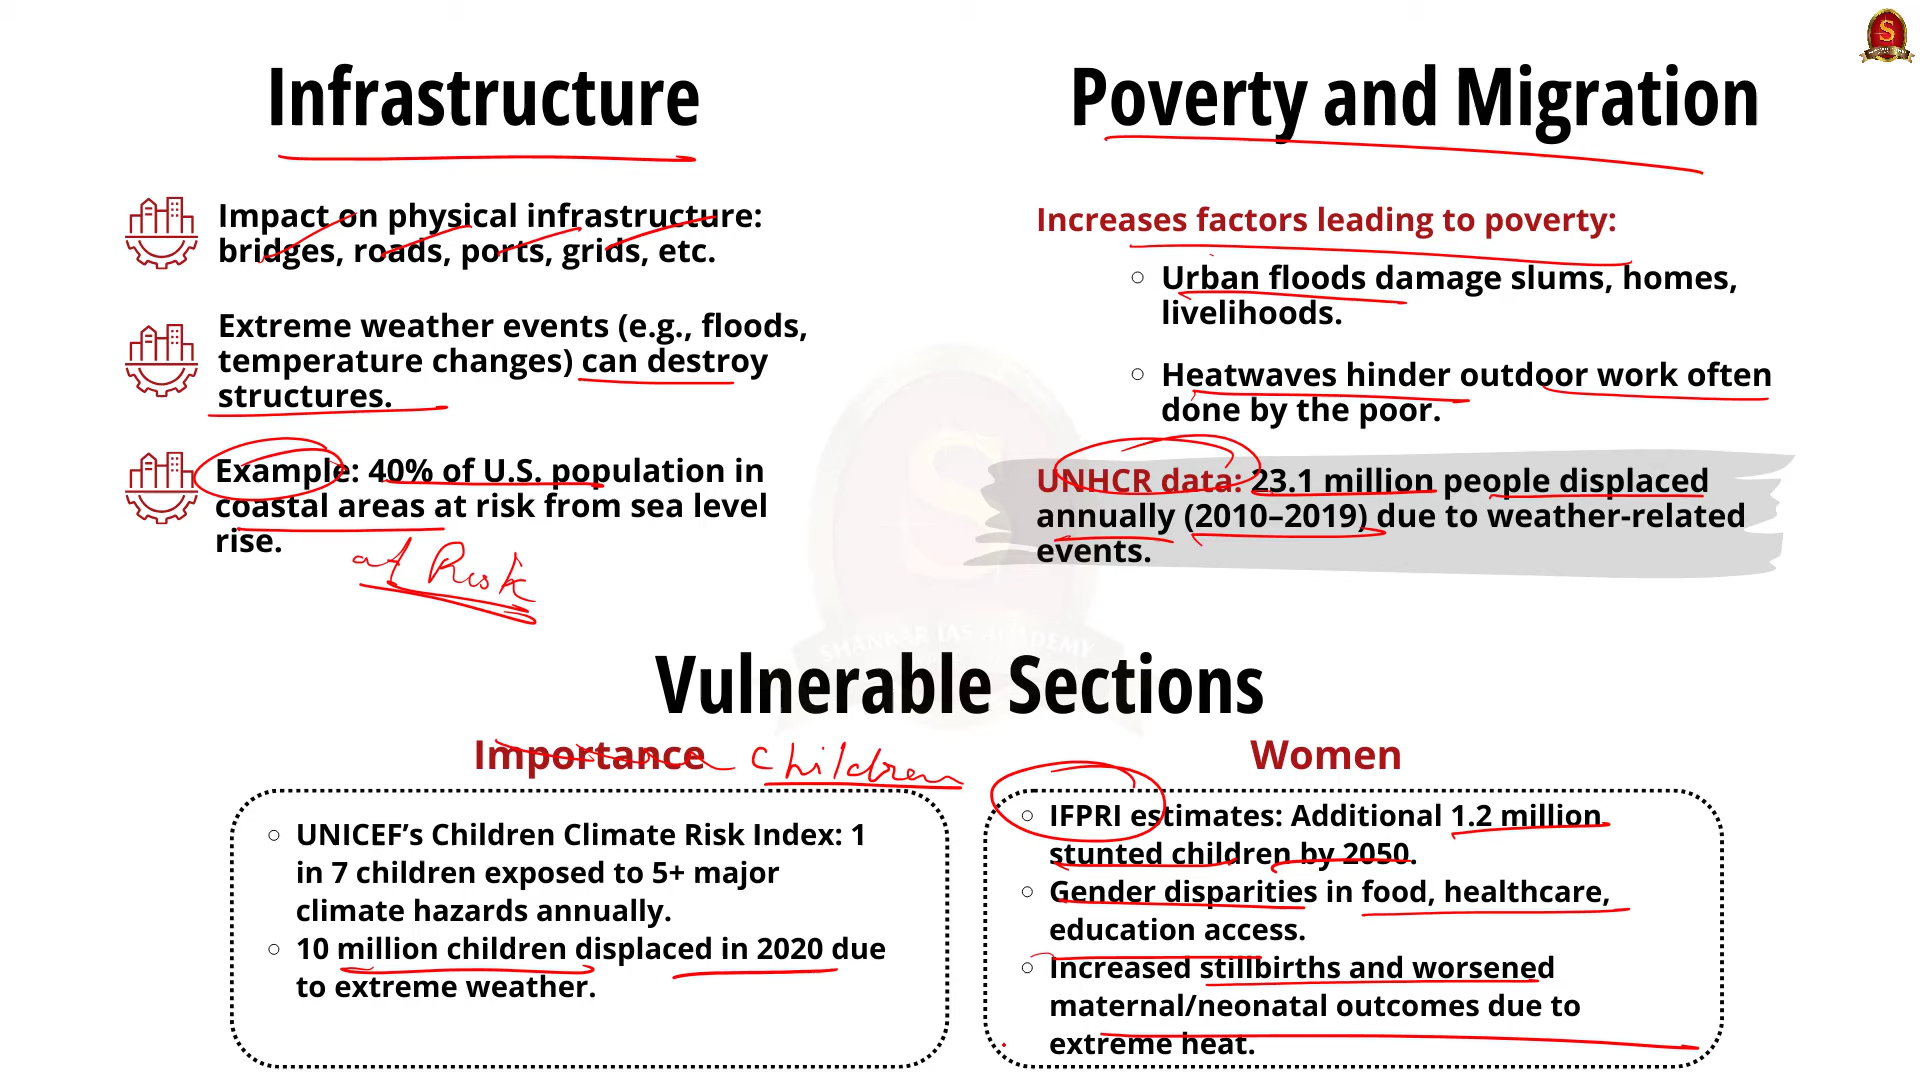 S
Infrastructure
Impact on physical infrastructure:
bridges, roads, ports, grids, etc.
Extreme weather events (e.g., floods,
temperature changes) can destroy
structures.
Example: 40% of U.S. population in
coastal areas at risk from sea level
rise.
at Risk
Poverty and Migration
Increases factors leading to poverty:
Urban floods damage slums, homes,
livelihoods.
Heatwaves hinder outdoor work often
done by the poor.
UNHCR data: 23.1 million people displaced
annually (2010–2019) due to weather-related
events.
SHANKAR IAS ACADEMY
Vulnerable Sections
Importance children
UNICEF’s Children Climate Risk Index: 1
in 7 children exposed to 5+ major
climate hazards annually.
10 million children displaced in 2020 due
to extreme weather.
Women
IFPRI estimates: Additional 1.2 million
stunted children by 2050.
Gender disparities in food, healthcare,
education access.
Increased stillbirths and worsened
maternal/neonatal outcomes due to
extreme heat.